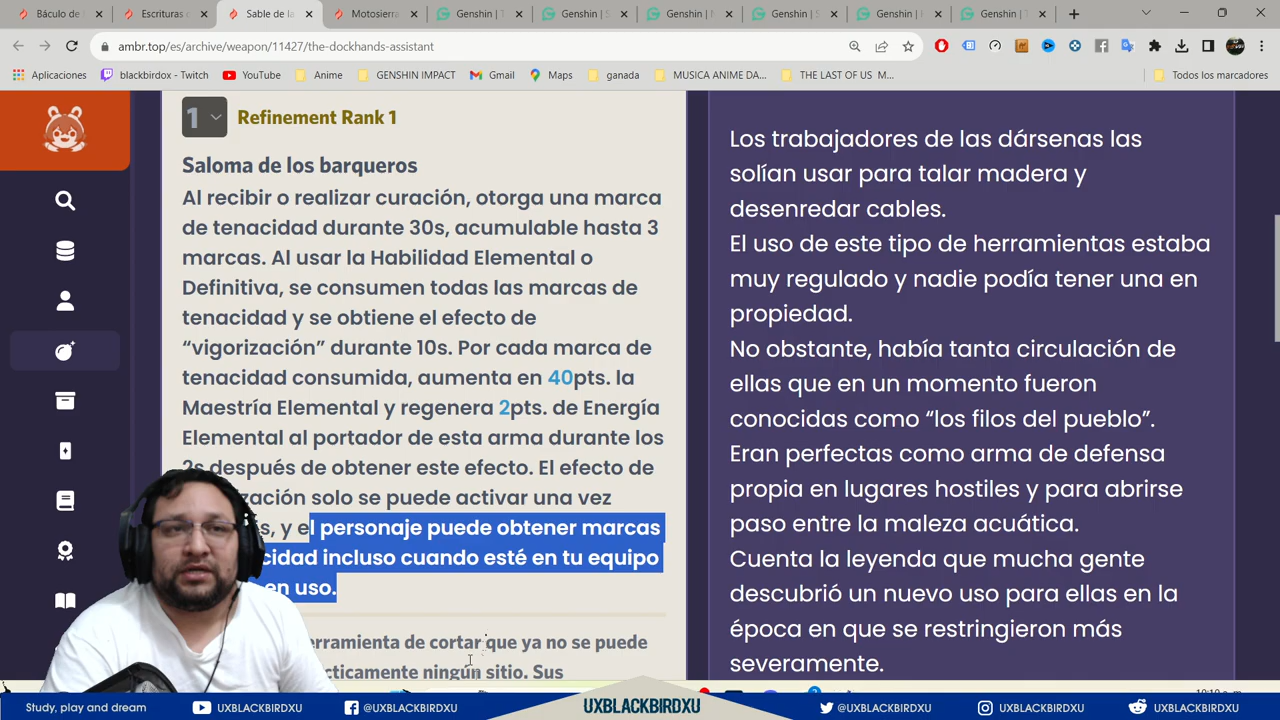 Báculo de l
Escrituras c
Sable de la
Motosierra
Genshin | T
Genshin | S
Genshin | M
Genshin | S
Genshin | K
Genshin | T
ambr.top/es/archive/weapon/11427/the-dockhands-assistant
Aplicaciones
blackbirdox - Twitch
YouTube
Anime
GENSHIN IMPACT
Gmail
Maps
ganada
MUSICA ANIME DA...
THE LAST OF US M...
Todos los marcadores
1
Refinement Rank 1
Saloma de los barqueros
Al recibir o realizar curación, otorga una marca
de tenacidad durante 30s, acumulable hasta 3
marcas. Al usar la Habilidad Elemental o
Definitiva, se consumen todas las marcas de
tenacidad y se obtiene el efecto de
“vigorización” durante 10s. Por cada marca de
tenacidad consumida, aumenta en 40pts. la
Maestría Elemental y regenera 2pts. de Energía
Elemental al portador de esta arma durante los
2s después de obtener este efecto. El efecto de
ización solo se puede activar una vez
s, y el personaje puede obtener marcas
cidad incluso cuando esté en tu equipo
en uso.
erramienta de cortar que ya no se puede
cticamente ningún sitio. Sus
Los trabajadores de las dársenas las
solían usar para talar madera y
desenredar cables.
El uso de este tipo de herramientas estaba
muy regulado y nadie podía tener una en
propiedad.
No obstante, había tanta circulación de
ellas que en un momento fueron
conocidas como “los filos del pueblo”.
Eran perfectas como arma de defensa
propia en lugares hostiles y para abrirse
paso entre la maleza acuática.
Cuenta la leyenda que mucha gente
descubrió un nuevo uso para ellas en la
época en que se restringieron más
severamente.
Study, play and dream
UXBLACKBIRDXU
@UXBLACKBIRDXU
UXBLACKBIRDXU
@UXBLACKBIRDXU
UXBLACKBIRDXU
UXBLACKBIRDXU